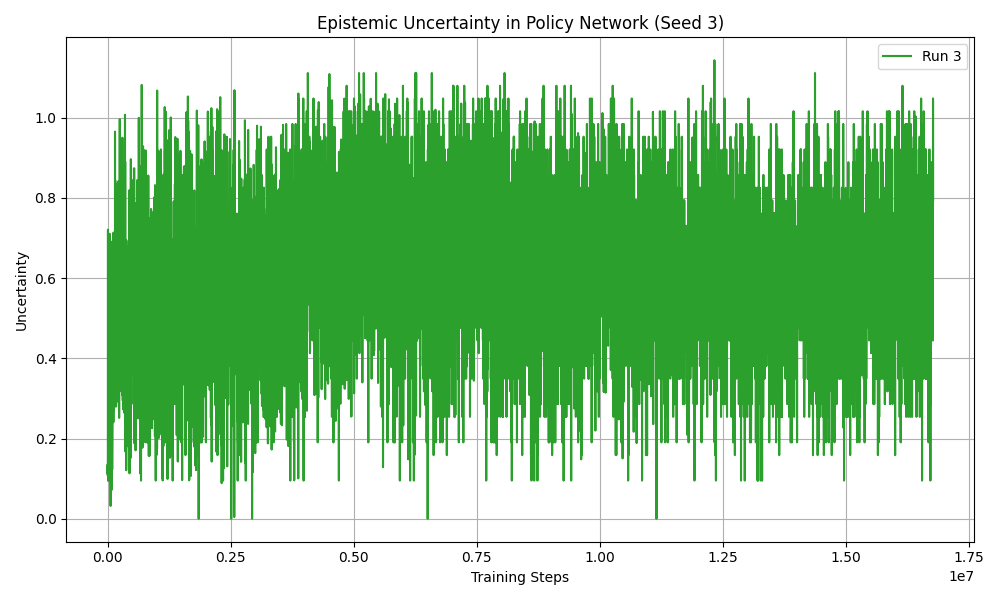 Epistemic Uncertainty in Policy Network (Seed 3)
Run 3
Uncertainty
1.0
0.8
0.6
0.4
0.2
0.0
0.00 0.25 0.50 0.75 1.00 1.25 1.50 1.75
1e7
Training Steps